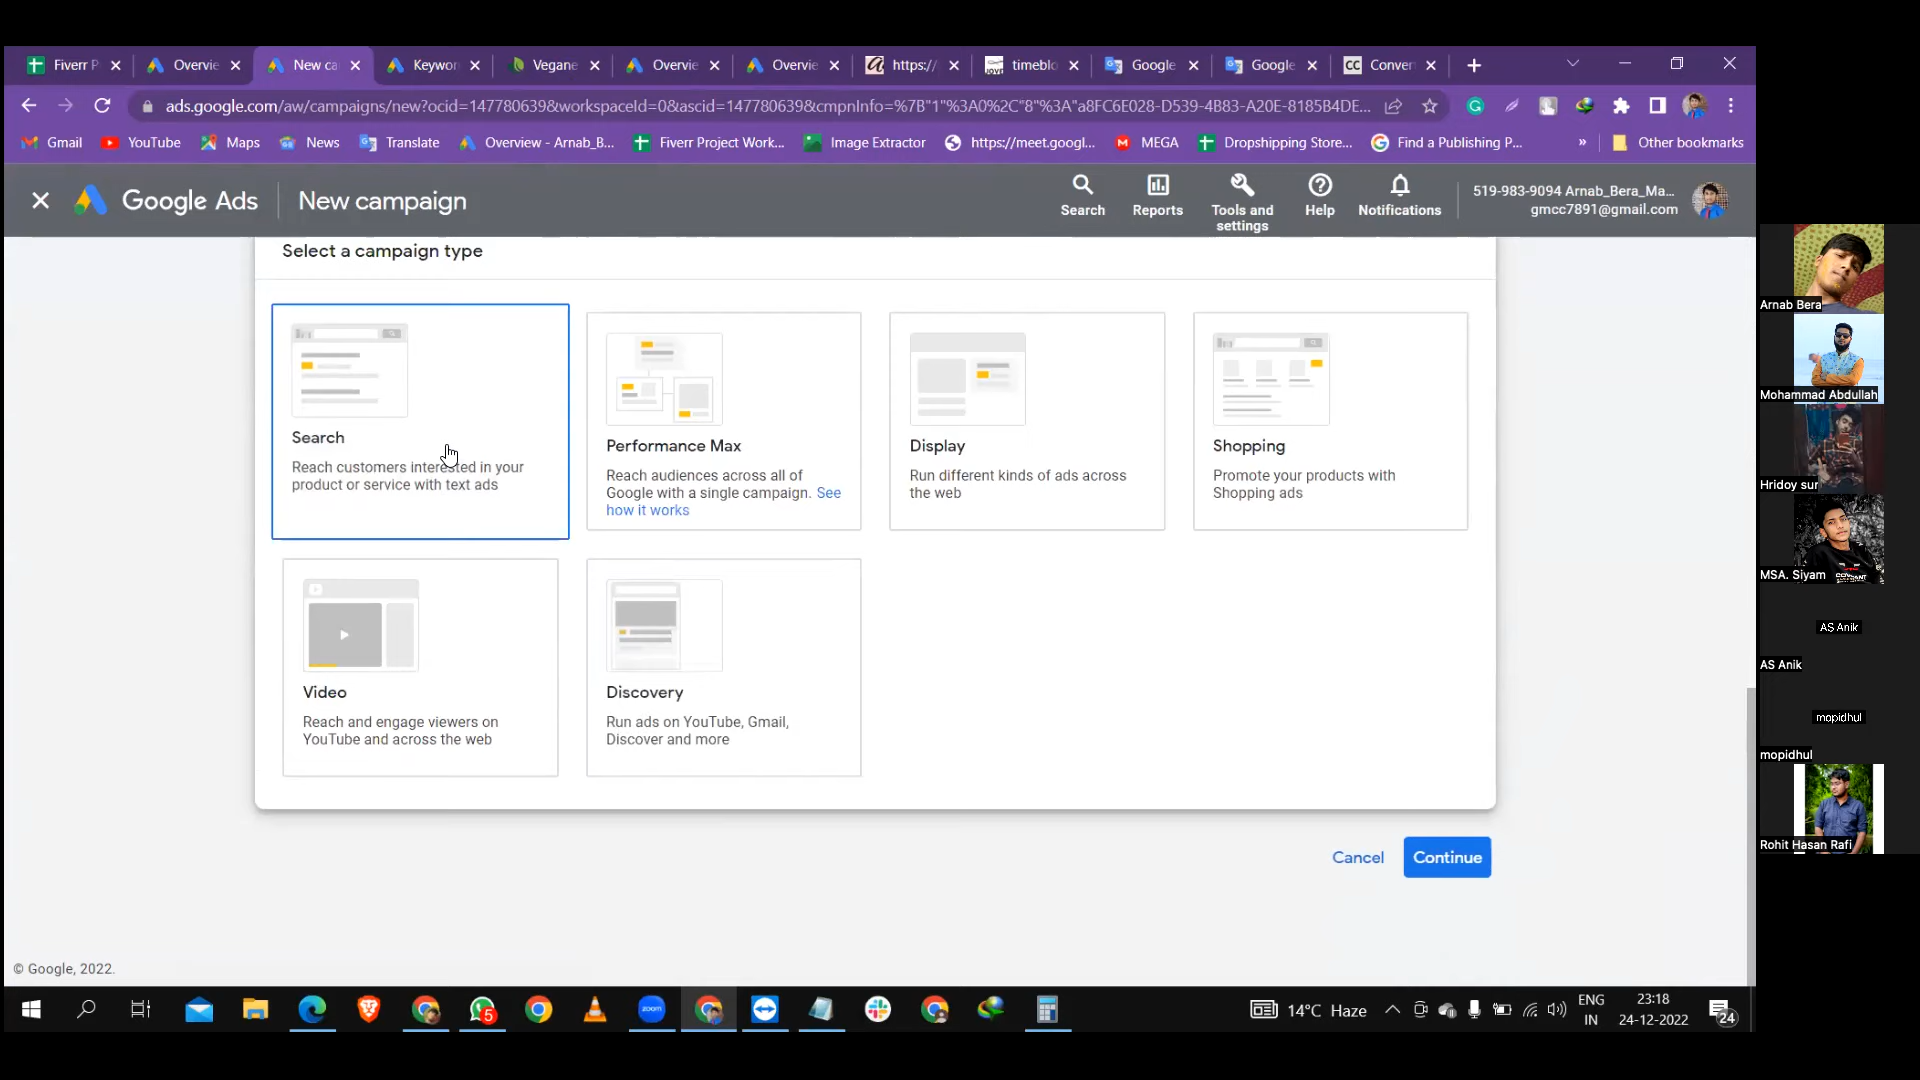 Fiverr P
Overvie
New ca
Keywor
Vegane
Overvie
Overvie
https://
timeblo
Google
Google
CC Conver
ads.google.com/aw/campaigns/new?ocid=147780639&workspaceId=0&ascid=147780639&cmpnInfo=%7B"1"%3A0%2C"8"%3A"a8FC6E028-D539-4B83-A20E-8185B4DE...
Gmail
YouTube
Maps
News
Translate
Overview - Arnab_B...
Fiverr Project Work...
Image Extractor
https://meet.googl...
MEGA
Dropshipping Store...
Find a Publishing P...
»
Other bookmarks
Google Ads
New campaign
Search
Reports
Tools and
settings
Help
Notifications
519-983-9094 Arnab_Bera_Ma...
gmcc7891@gmail.com
Select a campaign type
Search
Reach customers interested in your
product or service with text ads
Performance Max
Reach audiences across all of
Google with a single campaign. See
how it works
Display
Run different kinds of ads across
the web
Shopping
Promote your products with
Shopping ads
Video
Reach and engage viewers on
YouTube and across the web
Discovery
Run ads on YouTube, Gmail,
Discover and more
Cancel
Continue
© Google, 2022.
Arnab Bera
Mohammad Abdullah
Hridoy sur
MSA. Siyam
AS Anik
AS Anik
mopidhul
mopidhul
Rohit Hasan Rafi
5
zoom
14°C Haze
ENG
IN
23:18
24-12-2022
24